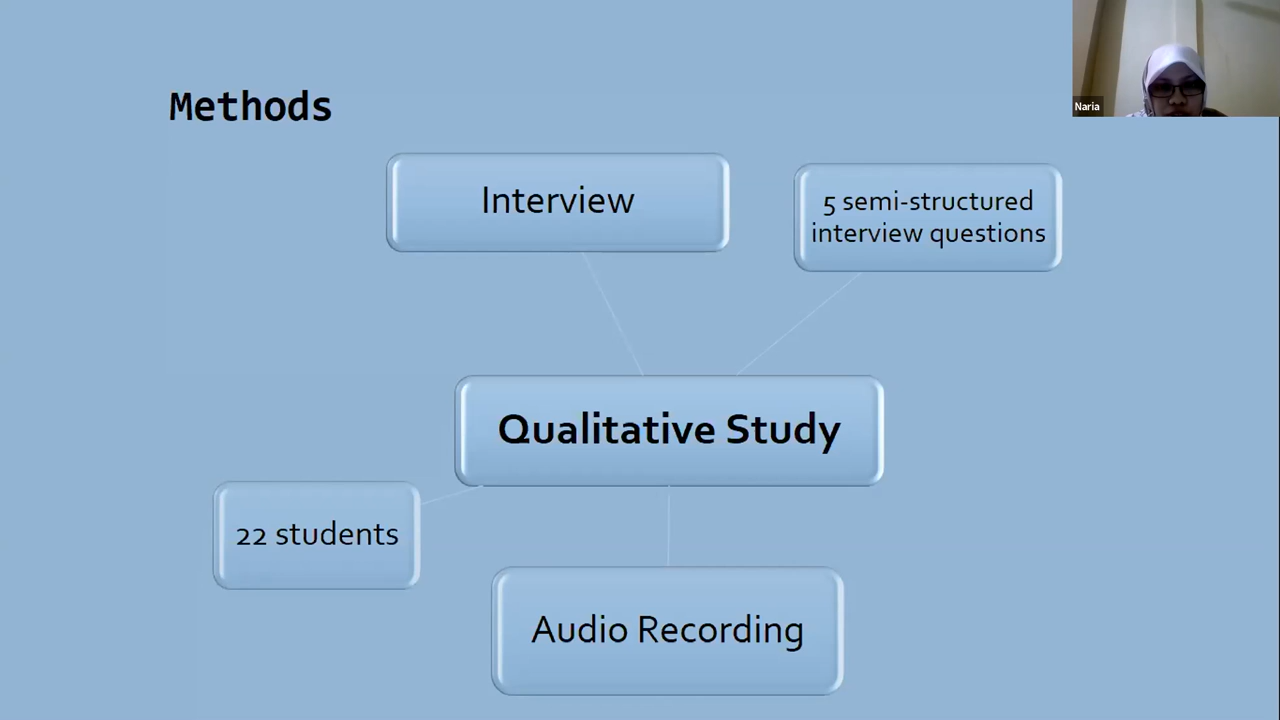 Methods
Naria
Interview
5 semi-structured
interview questions
Qualitative Study
22 students
Audio Recording